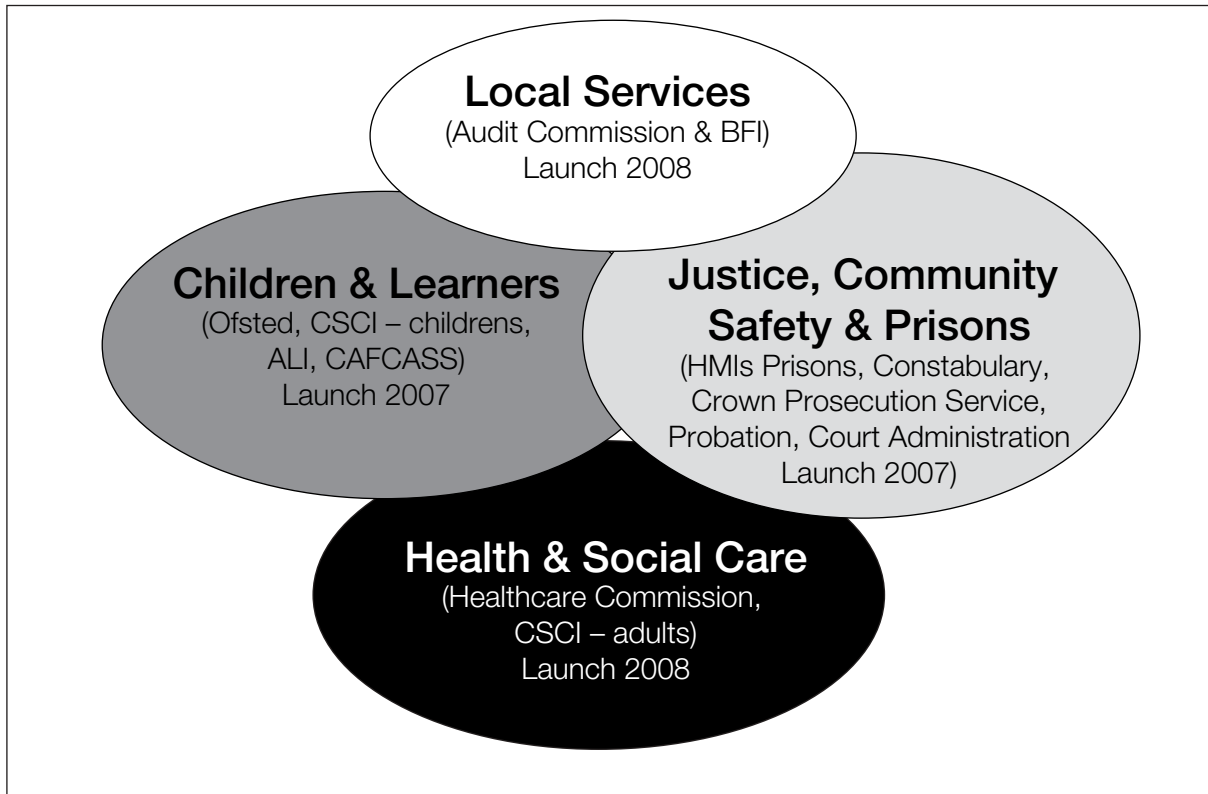 Local Services
(Audit Commission & BFI)
Launch 2008
Children & Learners
(Ofsted, CSCI – childrens,
ALI, CAFCASS)
Launch 2007
Justice, Community
Safety & Prisons
(HMIs Prisons, Constabulary,
Crown Prosecution Service,
Probation, Court Administration
Launch 2007)
Health & Social Care
(Healthcare Commission,
CSCI – adults)
Launch 2008